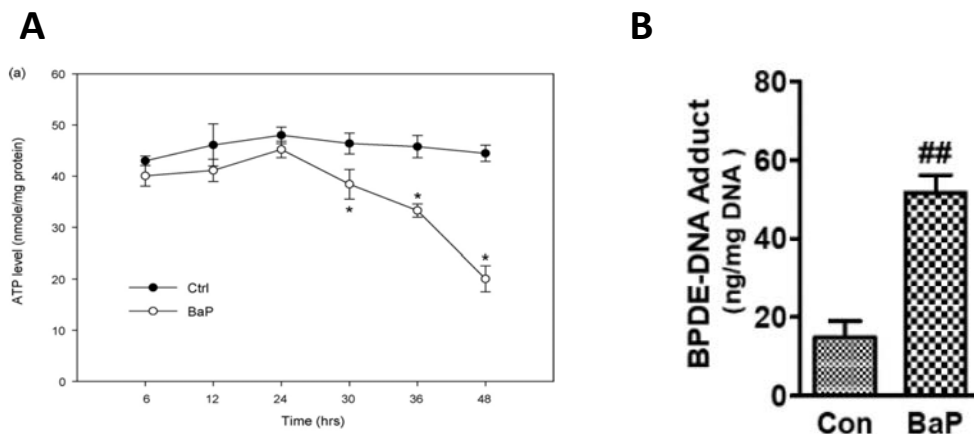 A
B
(a)
ATP level (nmole/mg protein)
60
50
40
30
20
10
0
*
*
*
Ctrl
BaP
6
12
24
30
36
48
Time (hrs)
BPDE-DNA Adduct
(ng/mg DNA )
80
60
40
20
0
##
Con
BaP